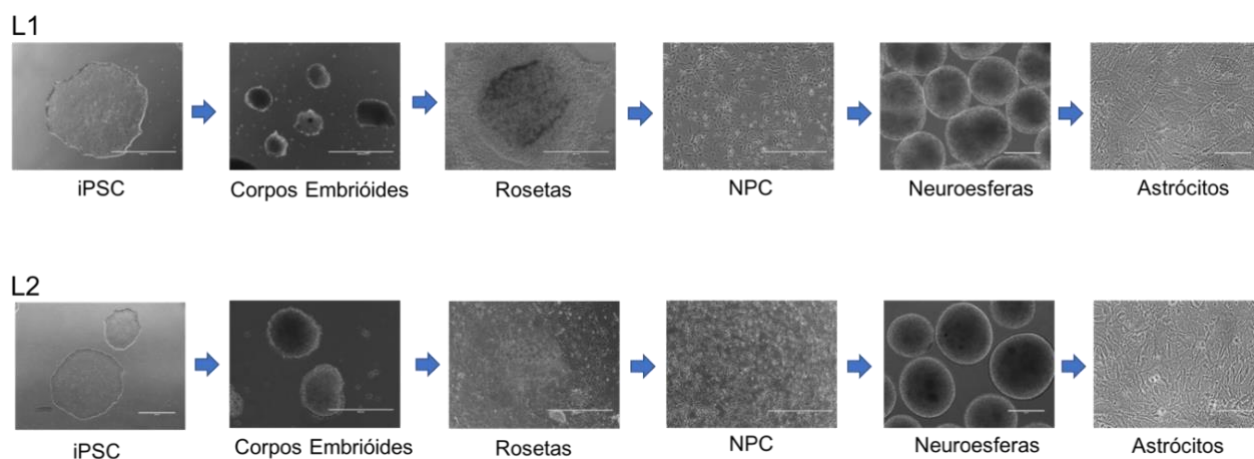 L1
iPSC
Corpos Embrióides
Rosetas
NPC
Neuroesferas
Astrócitos
L2
iPSC
Corpos Embrióides
Rosetas
NPC
Neuroesferas
Astrócitos